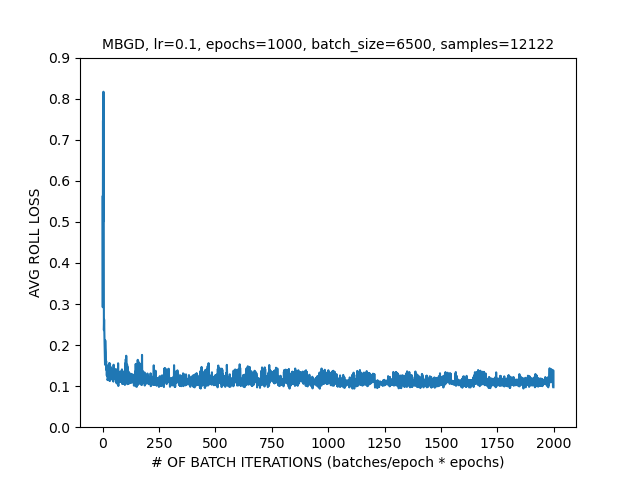 MBGD, lr=0.1, epochs=1000, batch_size=6500, samples=12122
0.9
0.8
0.7
0.6
0.5
0.4
0.3
0.2
0.1
0.0
AVG ROLL LOSS
0 250 500 750 1000 1250 1500 1750 2000
# OF BATCH ITERATIONS (batches/epoch * epochs)